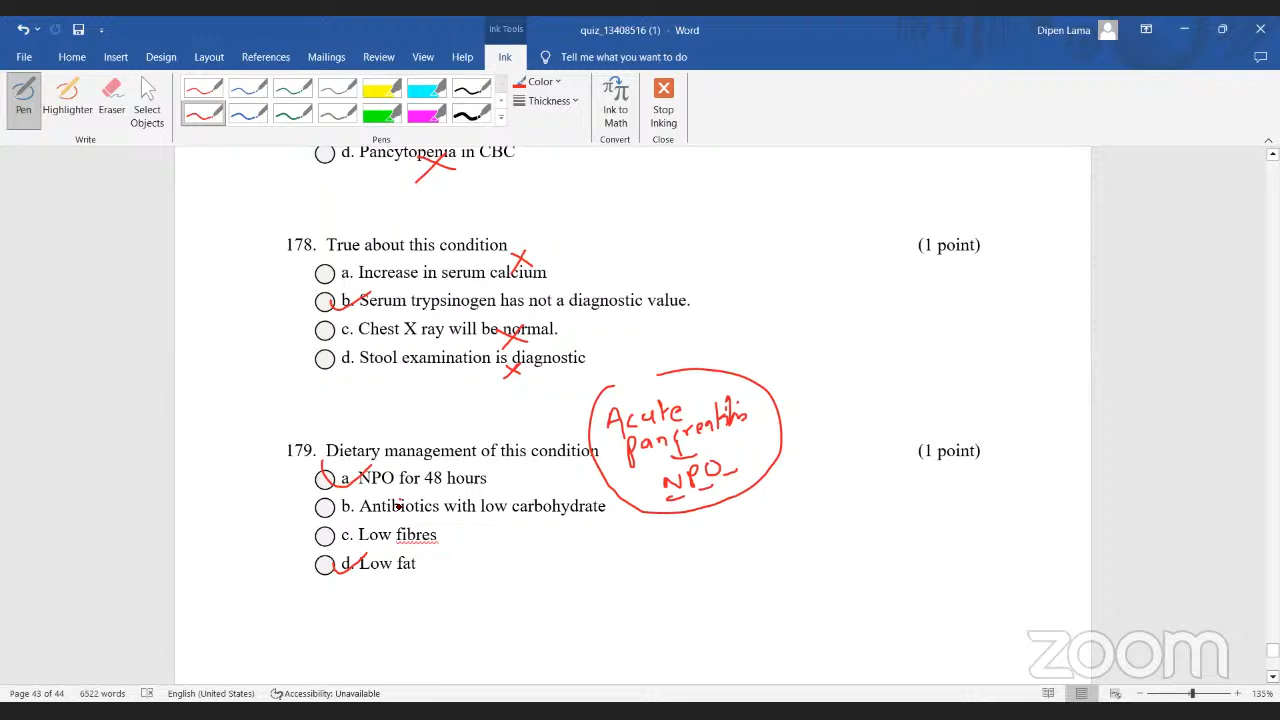 Ink Tools
quiz_13408516 (1) - Word
Dipen Lama
File Home Insert Design Layout References Mailings Review View Help Ink Tell me what you want to do
Pen Highlighter Eraser Select Objects
Color
Thickness
Ink to Math
Stop Inking
Write Pens Convert Close
d. Pancytopenia in CBC
178. True about this condition (1 point)
a. Increase in serum calcium
b. Serum trypsinogen has not a diagnostic value.
c. Chest X ray will be normal.
d. Stool examination is diagnostic
Acute
pancreatitis
NPO
179. Dietary management of this condition (1 point)
a. NPO for 48 hours
b. Antibiotics with low carbohydrate
c. Low fibres
d. Low fat
zoom
Page 43 of 44 6522 words English (United States) Accessibility: Unavailable 135%